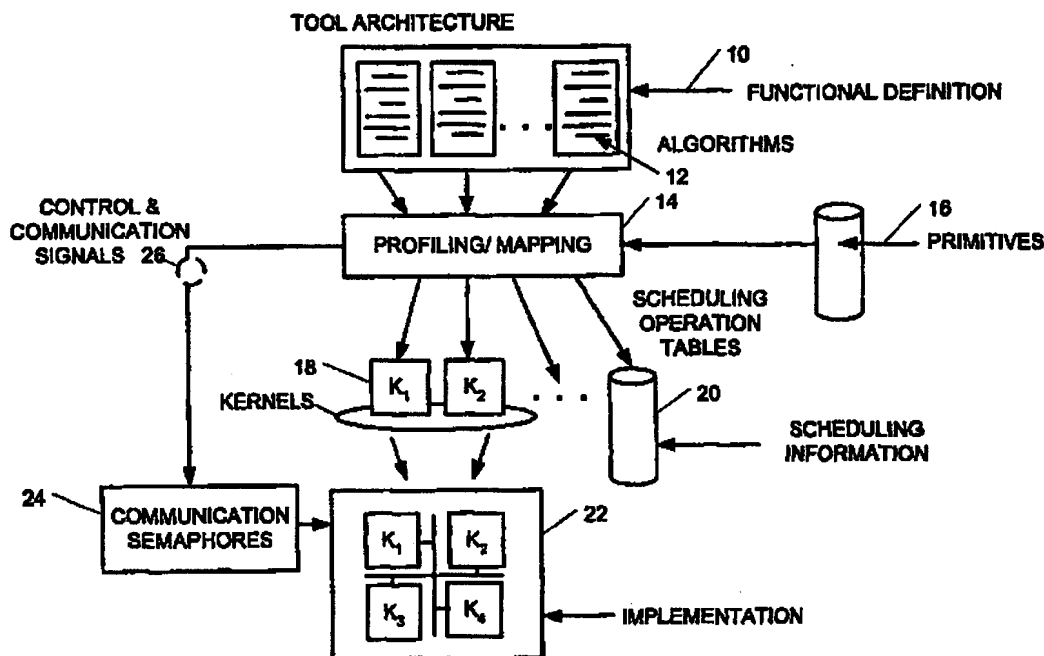 TOOL ARCHITECTURE
10
FUNCTIONAL DEFINITION
ALGORITHMS
12
14
CONTROL &
COMMUNICATION
SIGNALS 26
PROFILING/ MAPPING
16
PRIMITIVES
SCHEDULING
OPERATION
TABLES
18
K1
K2
KERNELS
20
SCHEDULING
INFORMATION
24
COMMUNICATION
SEMAPHORES
22
K1
K2
K3
K4
IMPLEMENTATION